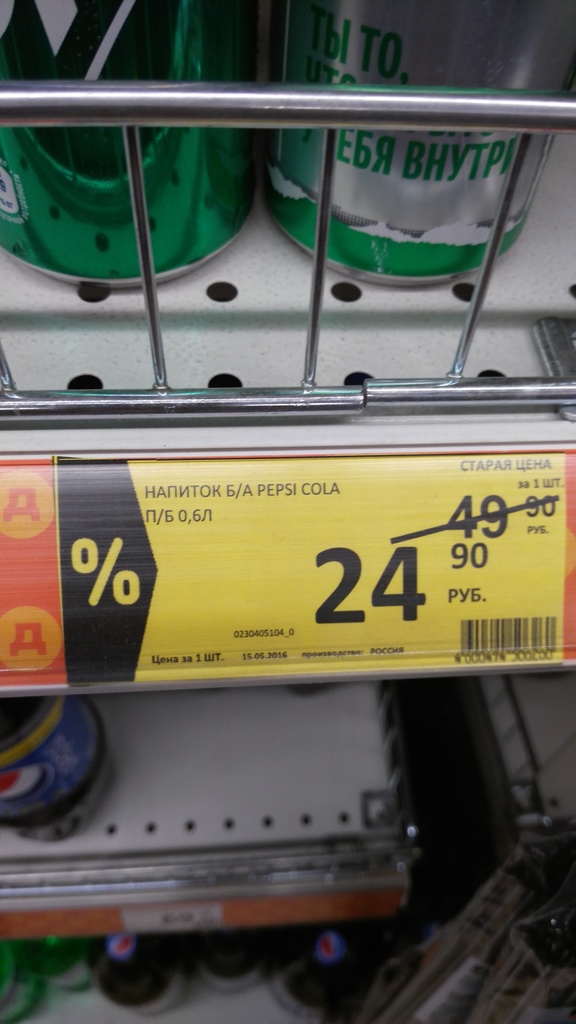 ТЫ ТО,
ЕБЯ ВНУТРИ
СТАРАЯ ЦЕНА
за 1 ШТ.
НАПИТОК Б/А PEPSI COLA
П/Б 0,6Л
49 90
РУБ.
%
24 90
РУБ.
Д
Д
0230405104_0
Цена за 1 ШТ. 15.05.2016 производство: РОССИЯ